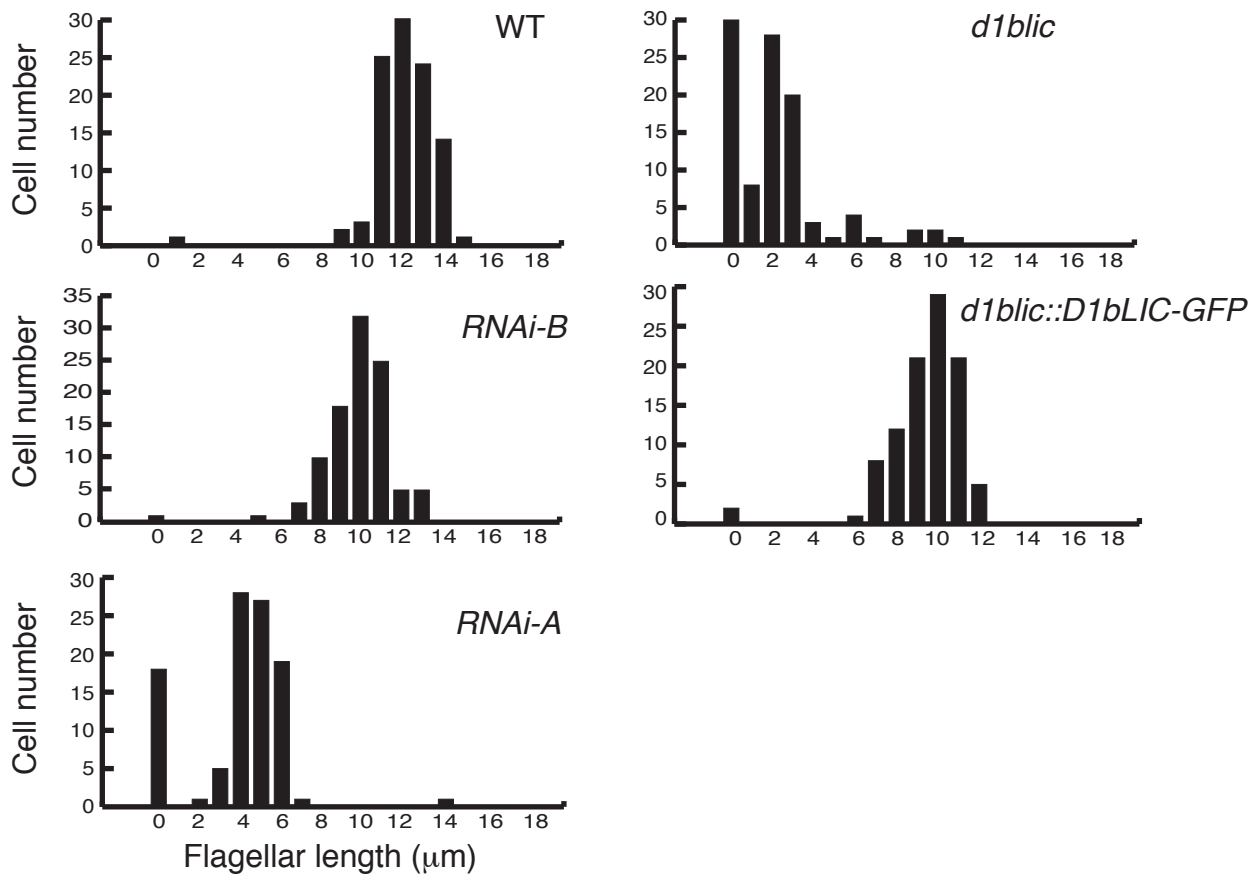 WT
Cell number
30
25
20
15
10
5
0
0 2 4 6 8 10 12 14 16 18
d1blic
30
25
20
15
10
5
0
0 2 4 6 8 10 12 14 16 18
RNAi-B
Cell number
35
30
25
20
15
10
5
0
0 2 4 6 8 10 12 14 16 18
d1blic::D1bLIC-GFP
30
25
20
15
10
5
0
0 2 4 6 8 10 12 14 16 18
RNAi-A
Cell number
30
25
20
15
10
5
0
0 2 4 6 8 10 12 14 16 18
Flagellar length (μm)